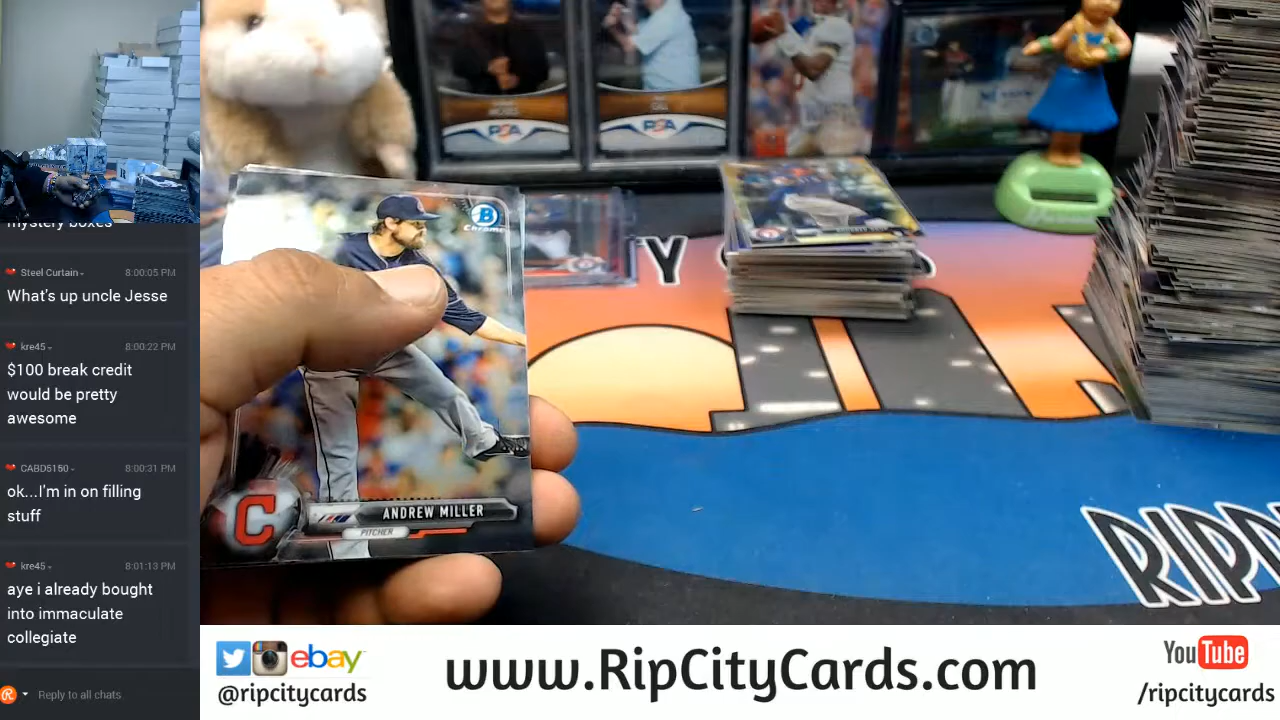 mystery boxes
Steel Curtain 8:00:05 PM
What's up uncle Jesse
kre45 8:00:22 PM
$100 break credit
would be pretty
awesome
CABD5150 8:00:31 PM
ok...I'm in on filling
stuff
kre45 8:01:13 PM
aye i already bought
into immaculate
collegiate
Reply to all chats
PSA
PSA
B
Chrome
C
ANDREW MILLER
PITCHER
Y
RIPP
ebay
@ripcitycards
www.RipCityCards.com
YouTube
/ripcitycards